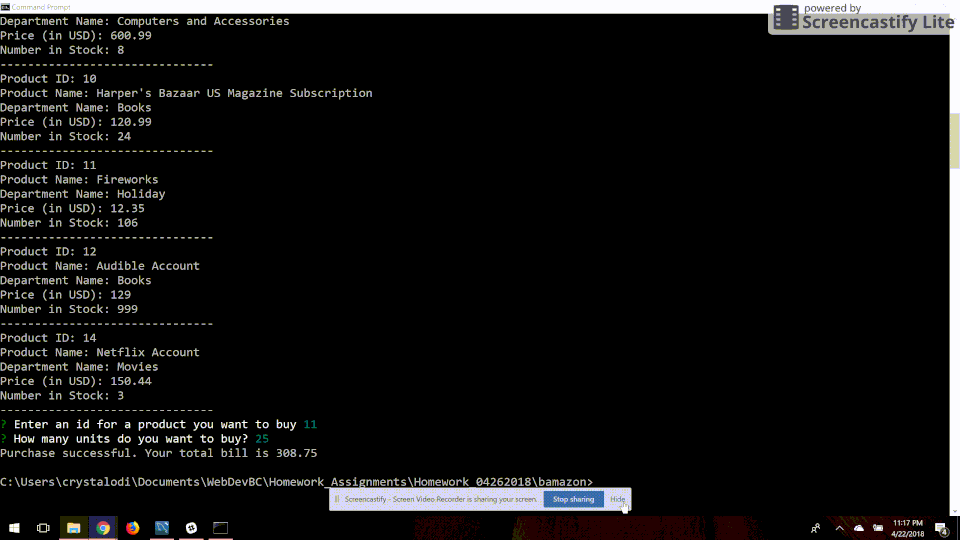 Command Prompt
powered by
Screencastify Lite
Department Name: Computers and Accessories
Price (in USD): 600.99
Number in Stock: 8
-------------------------------
Product ID: 10
Product Name: Harper's Bazaar US Magazine Subscription
Department Name: Books
Price (in USD): 120.99
Number in Stock: 24
-------------------------------
Product ID: 11
Product Name: Fireworks
Department Name: Holiday
Price (in USD): 12.35
Number in Stock: 106
-------------------------------
Product ID: 12
Product Name: Audible Account
Department Name: Books
Price (in USD): 129
Number in Stock: 999
-------------------------------
Product ID: 14
Product Name: Netflix Account
Department Name: Movies
Price (in USD): 150.44
Number in Stock: 3
-------------------------------
? Enter an id for a product you want to buy 11
? How many units do you want to buy? 25
Purchase successful. Your total bill is 308.75
C:\Users\crystalodi\Documents\WebDevBC\Homework_Assignments\Homework_04262018\bamazon>
Screencastify - Screen Video Recorder is sharing your screen. Stop sharing Hide
11:17 PM
4/22/2018
4